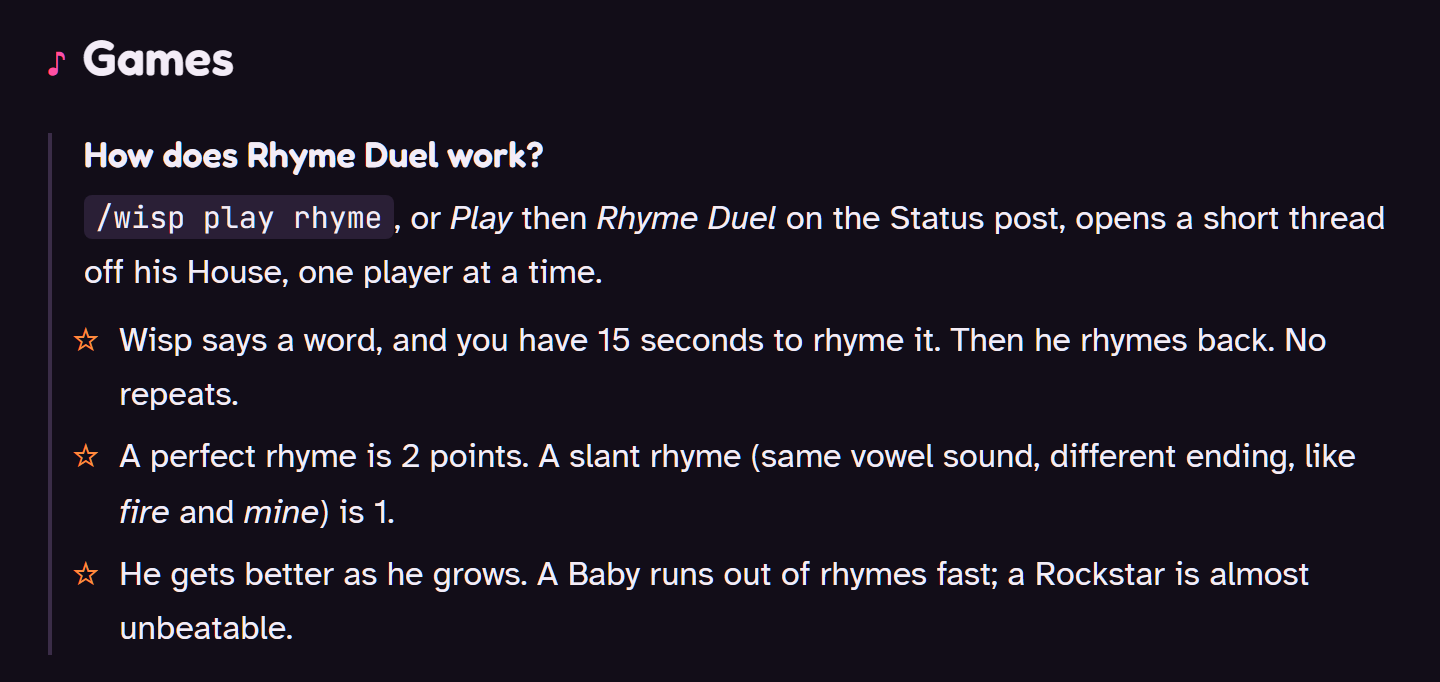 ♪ Games
How does Rhyme Duel work?
/wisp play rhyme, or Play then Rhyme Duel on the Status post, opens a short thread
off his House, one player at a time.
☆ Wisp says a word, and you have 15 seconds to rhyme it. Then he rhymes back. No
repeats.
☆ A perfect rhyme is 2 points. A slant rhyme (same vowel sound, different ending, like
fire and mine) is 1.
☆ He gets better as he grows. A Baby runs out of rhymes fast; a Rockstar is almost
unbeatable.